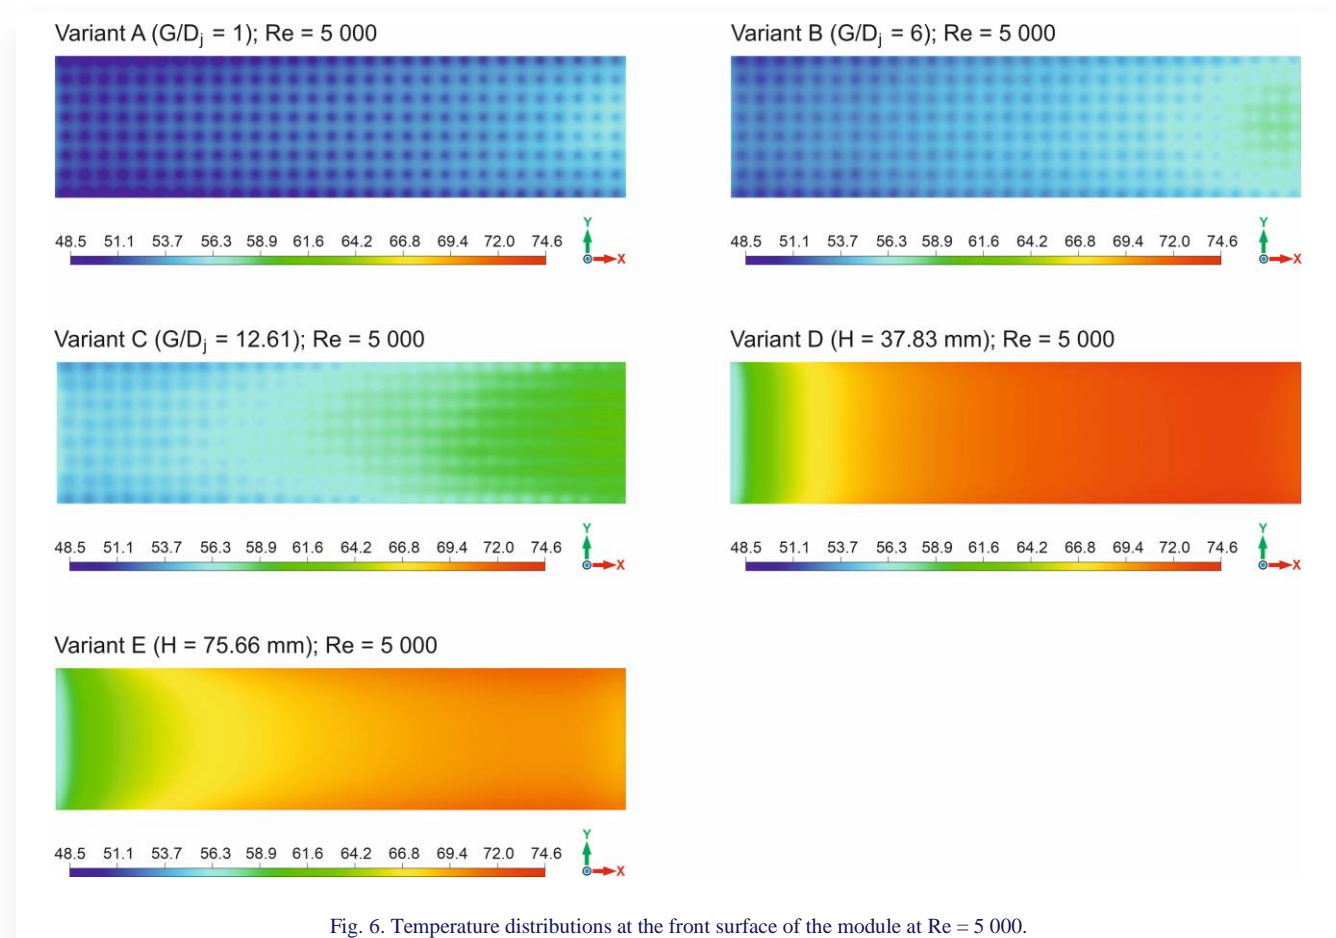 Variant A (G/Dj = 1); Re = 5 000
Variant B (G/Dj = 6); Re = 5 000
48.5 51.1 53.7 56.3 58.9 61.6 64.2 66.8 69.4 72.0 74.6
Y
X
48.5 51.1 53.7 56.3 58.9 61.6 64.2 66.8 69.4 72.0 74.6
Y
X
Variant C (G/Dj = 12.61); Re = 5 000
Variant D (H = 37.83 mm); Re = 5 000
48.5 51.1 53.7 56.3 58.9 61.6 64.2 66.8 69.4 72.0 74.6
Y
X
48.5 51.1 53.7 56.3 58.9 61.6 64.2 66.8 69.4 72.0 74.6
Y
X
Variant E (H = 75.66 mm); Re = 5 000
48.5 51.1 53.7 56.3 58.9 61.6 64.2 66.8 69.4 72.0 74.6
Y
X
Fig. 6. Temperature distributions at the front surface of the module at Re = 5 000.